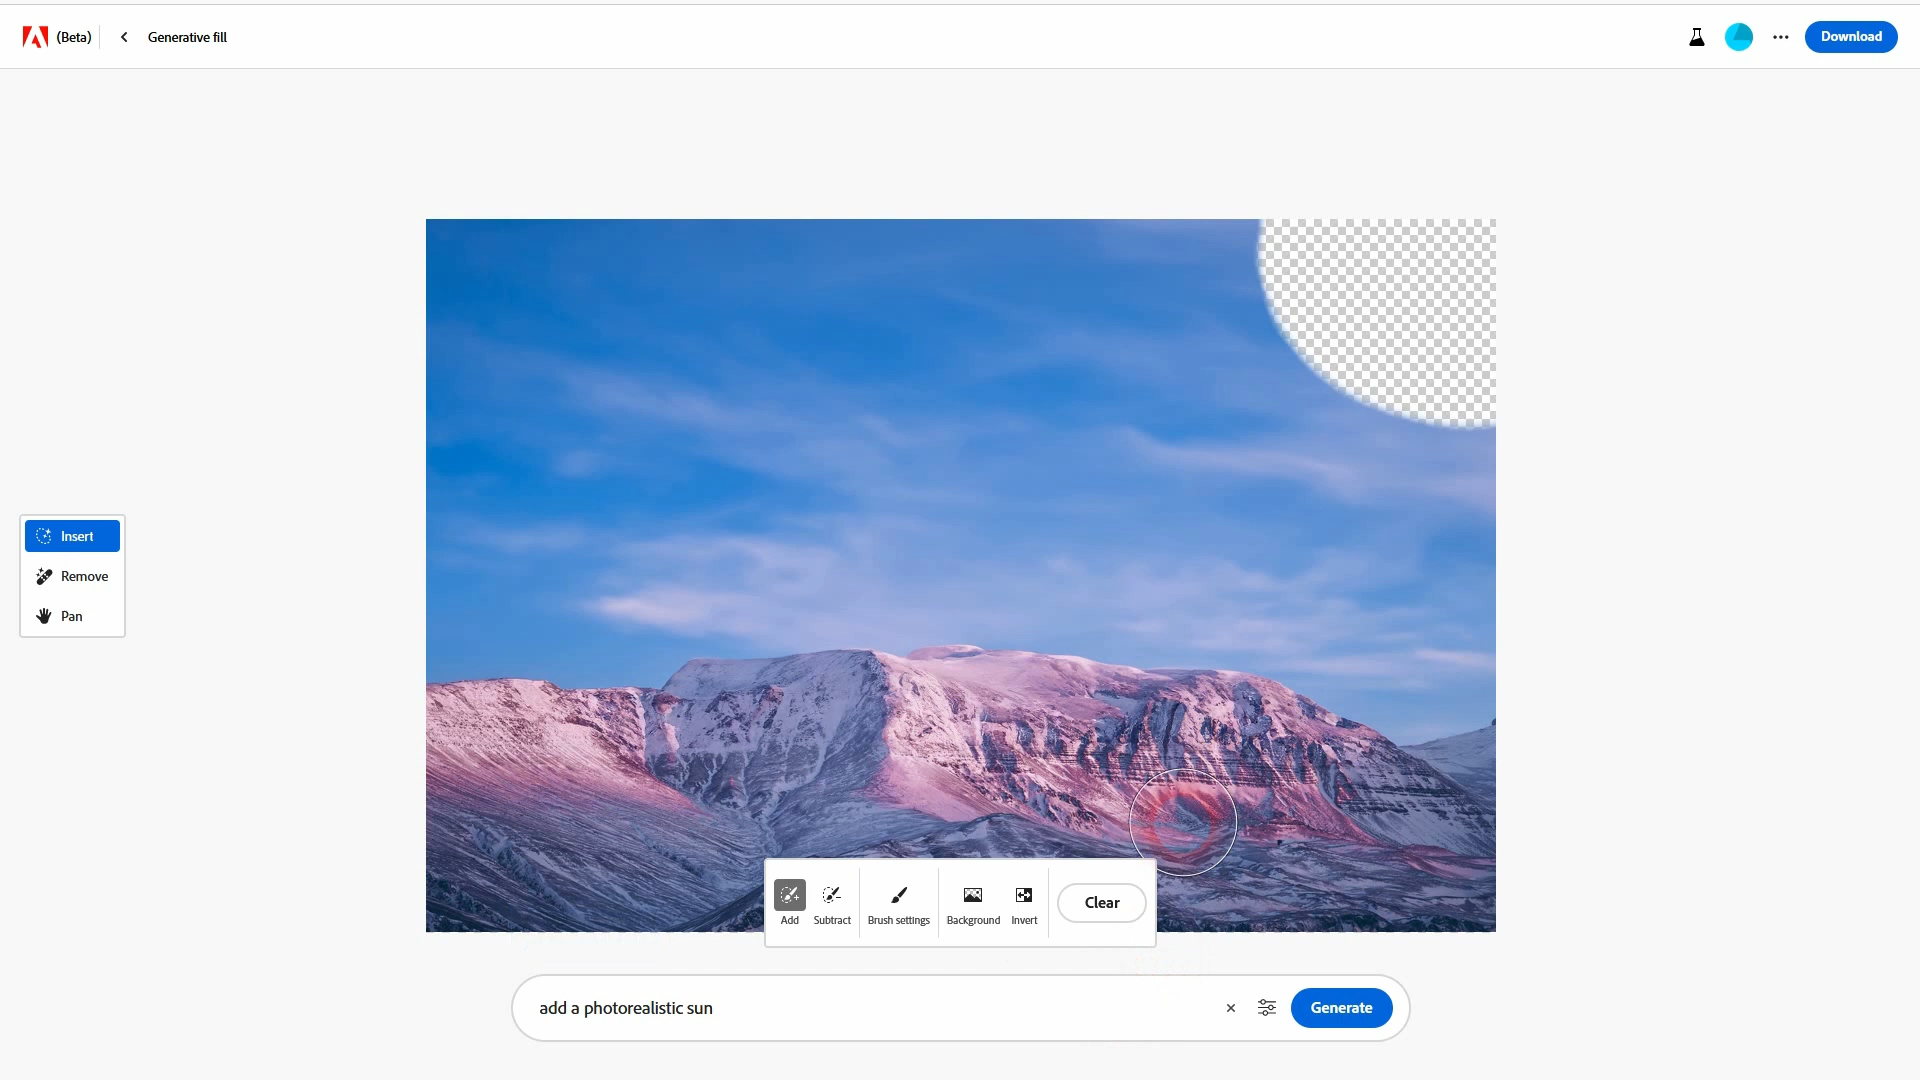 (Beta)
Generative fill
Download
Insert
Remove
Pan
Add
Subtract
Brush settings
Background
Invert
Clear
add a photorealistic sun
Generate